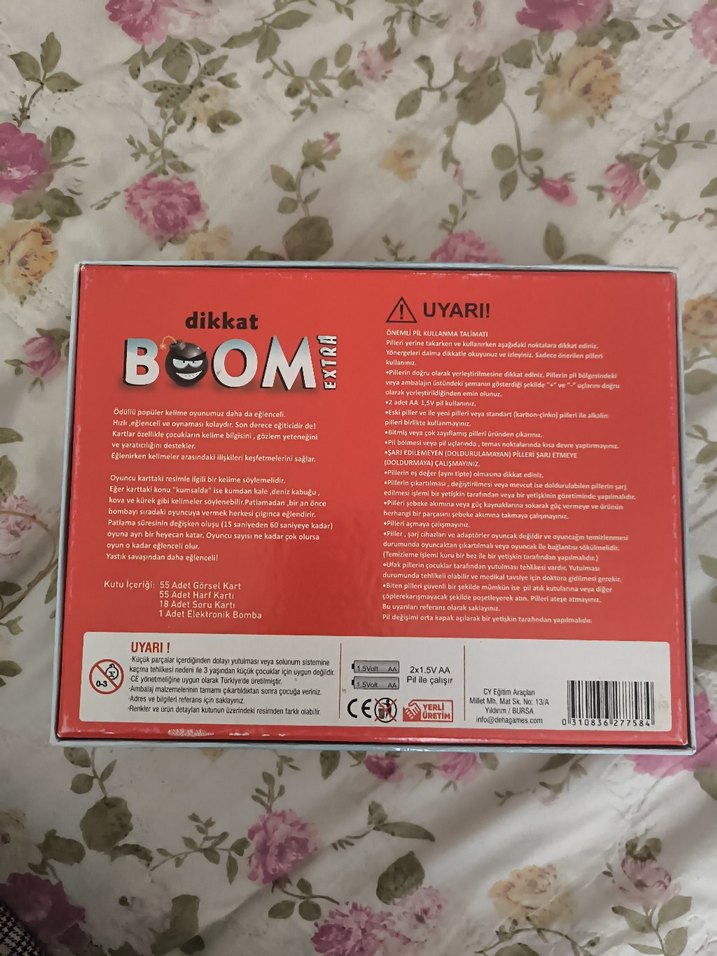 dikkat
BOOM
EXTRA
Ödüllü popüler kelime oyunumuz daha da eğlenceli.
Hızlı ,eğlenceli ve oynaması kolaydır. Son derece eğiticidir de!
Kartlar özellikle çocukların kelime bilgisini , gözlem yeteneğini
ve yaratıcılığını destekler.
Eğlenirken kelimeler arasındaki ilişkileri keşfetmelerini sağlar.
Oyuncu karttaki resimle ilgili bir kelime söylemelidir.
Eğer karttaki konu "kumsalda" ise kumdan kale ,deniz kabuğu ,
kova ve kürek gibi kelimeler söylenebilir.Patlamadan ,bir an önce
bombayı sıradaki oyuncuya vermek herkesi çılgınca eğlendirir.
Patlama süresinin değişken oluşu (15 saniyeden 60 saniyeye kadar)
oyuna ayrı bir heyecan katar. Oyuncu sayısı ne kadar çok olursa
oyun o kadar eğlenceli olur.
Yastık savaşından daha eğlenceli!
Kutu İçeriği: 55 Adet Görsel Kart
55 Adet Harf Kartı
18 Adet Soru Kartı
1 Adet Elektronik Bomba
UYARI!
ÖNEMLİ PİL KULLANMA TALİMATI
Pilleri yerine takarken ve kullanırken aşağıdaki noktalara dikkat ediniz.
Yönergeleri daima dikkatle okuyunuz ve izleyiniz. Sadece önerilen pilleri
kullanınız.
•Pillerin doğru olarak yerleştirilmesine dikkat ediniz. Pillerin pil bölgesindeki
veya ambalajın üstündeki şemanın gösterdiği şekilde "+" ve "-" uçlarını doğru
olarak yerleştirildiğinden emin olunuz.
•2 adet AA 1,5V pil kullanınız.
•Eski piller ve ile yeni pilleri veya standart (karbon-çinko) pilleri ile alkolin
pilleri birlikte kullanmayınız.
•Bitmiş veya çok zayıflamış pilleri üründen çıkarınız.
•Pil bölmesi veya pil uçlarında , temas noktalarında kısa devre yaptırmayınız.
•ŞARJ EDİLEMEYEN (DOLDURULAMAYAN) PİLLERİ ŞARJ ETMEYE
(DOLDURMAYA) ÇALIŞMAYINIZ.
•Pillerin eş değer (aynı tipte) olmasına dikkat ediniz.
•Pillerin çıkartılması , değiştirilmesi veya mevcut ise doldurulabilen pillerin şarj
edilmesi işlemi bir yetişkin tarafından veya bir yetişkinin gözetiminde yapılmalıdır.
•Pilleri şebeke akımına veya güç kaynaklarına sokarak güç vermeye ve ürünün
herhangi bir parçasını şebeke akımına takmaya çalışmayınız.
•Pilleri açmaya çalışmayınız.
•Piller , şarj cihazları ve adaptörler oyuncak değildir ve oyuncağın temizlenmesi
durumunda oyuncaktan çıkartılmalı veya oyuncak ile bağlantısı sökülmelidir.
(Temizleme işlemi kuru bir bez ile bir yetişkin tarafından yapılmalıdır.)
•Ufak pillerin çocuklar tarafından yutulması tehlikesi vardır. Yutulması
durumunda tehlikeli olabilir ve medikal tavsiye için doktora gidilmesi gerekir.
•Biten pilleri güvenli bir şekilde mümkün ise pil atık kutularına veya diğer
çöplerekarışmayacak şekilde poşetleyerek atın. Pilleri ateşe atmayınız.
Bu uyarıları referans olarak saklayınız.
Pil değişimi orta kapak açılarak bir yetişkin tarafından yapılmalıdır.
UYARI !
·Küçük parçalar içerdiğinden dolayı yutulması veya solunum sistemine
kaçma tehlikesi nedeni ile 3 yaşından küçük çocuklar için uygun değildir.
·CE yönetmeliğine uygun olarak Türkiye'de üretilmiştir.
·Ambalaj malzemelerinin tamamı çıkartıldıktan sonra çocuğa veriniz.
·Adres ve bilgileri referans için saklayınız.
·Renkler ve ürün detayları kutunun üzerindeki resimden farklı olabilir.
0-3
1.5Volt AA
1.5Volt AA
2x1.5V AA
Pil ile çalışır
CE
YERLİ
ÜRETİM
CY Eğitim Araçları
Millet Mh. Mat Sk. No: 13/A
Yıldırım / BURSA
info@dehagames.com
0 310836 277584